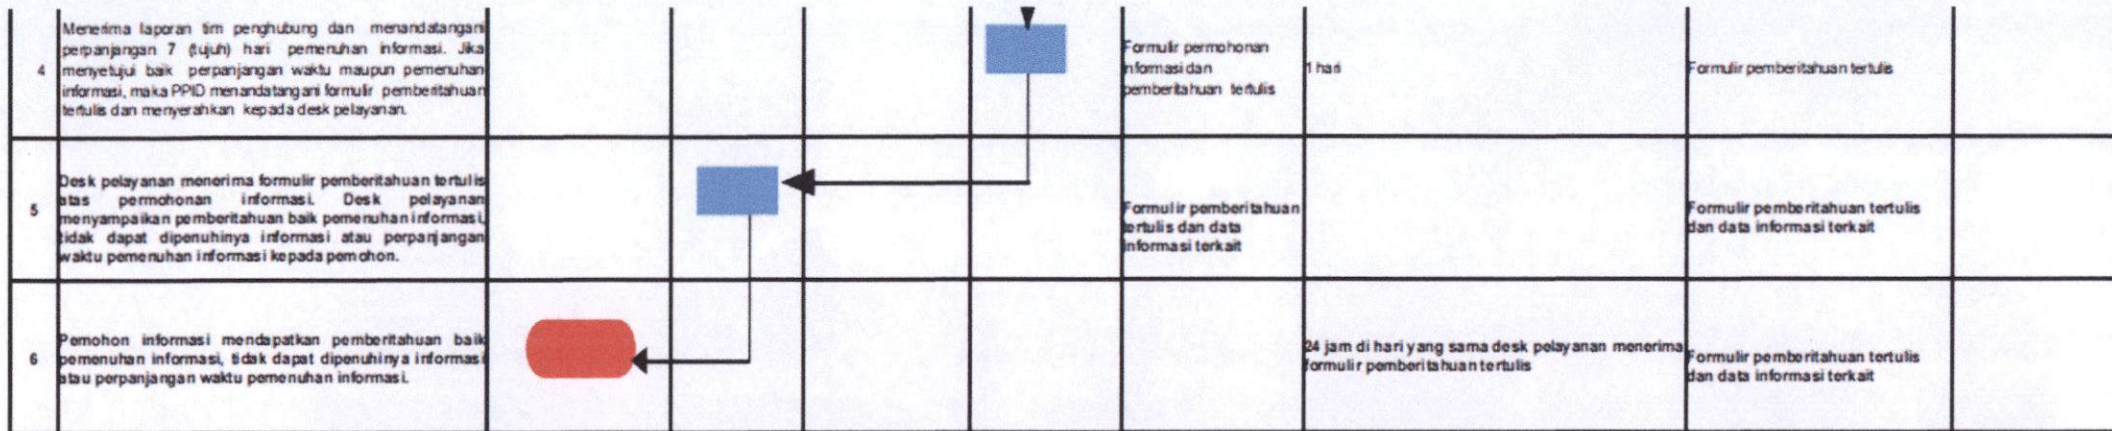 4
Menerima laporan tim penghubung dan menandatangani
perpanjangan 7 (tujuh) hari pemenuhan informasi. Jika
menyetujui baik perpanjangan waktu maupun pemenuhan
informasi, maka PPID menandatangani formulir pemberitahuan
tertulis dan menyerahkan kepada desk pelayanan.
Formulir permohonan
informasi dan
pemberitahuan tertulis
1 hari
Formulir pemberitahuan tertulis
5
Desk pelayanan menerima formulir pemberitahuan tertulis
atas permohonan informasi. Desk pelayanan
menyampaikan pemberitahuan baik pemenuhan informasi,
tidak dapat dipenuhinya informasi atau perpanjangan
waktu pemenuhan informasi kepada pemohon.
Formulir pemberitahuan
tertulis dan data
informasi terkait
Formulir pemberitahuan tertulis
dan data informasi terkait
6
Pemohon informasi mendapatkan pemberitahuan baik
pemenuhan informasi, tidak dapat dipenuhinya informasi
atau perpanjangan waktu pemenuhan informasi.
24 jam di hari yang sama desk pelayanan menerima
formulir pemberitahuan tertulis
Formulir pemberitahuan tertulis
dan data informasi terkait